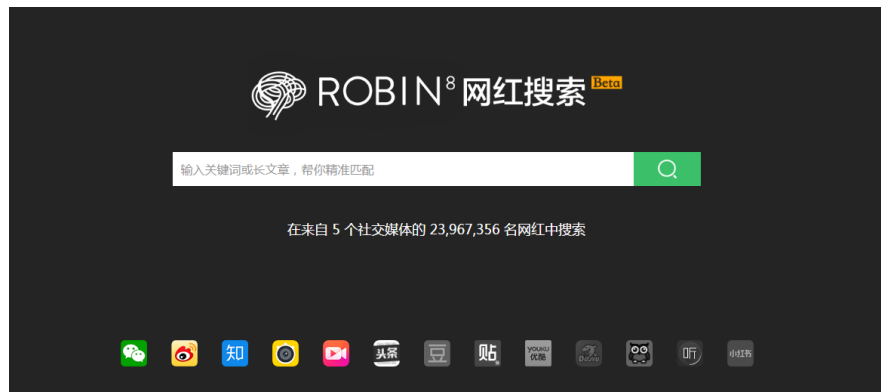 ROBIN8 网红搜索 Beta
输入关键词或长文章，帮你精准匹配
在来自 5 个社交媒体的 23,967,356 名网红中搜索
知 头条 豆 贴 YOUKU 优酷 Douyu 听 小红书